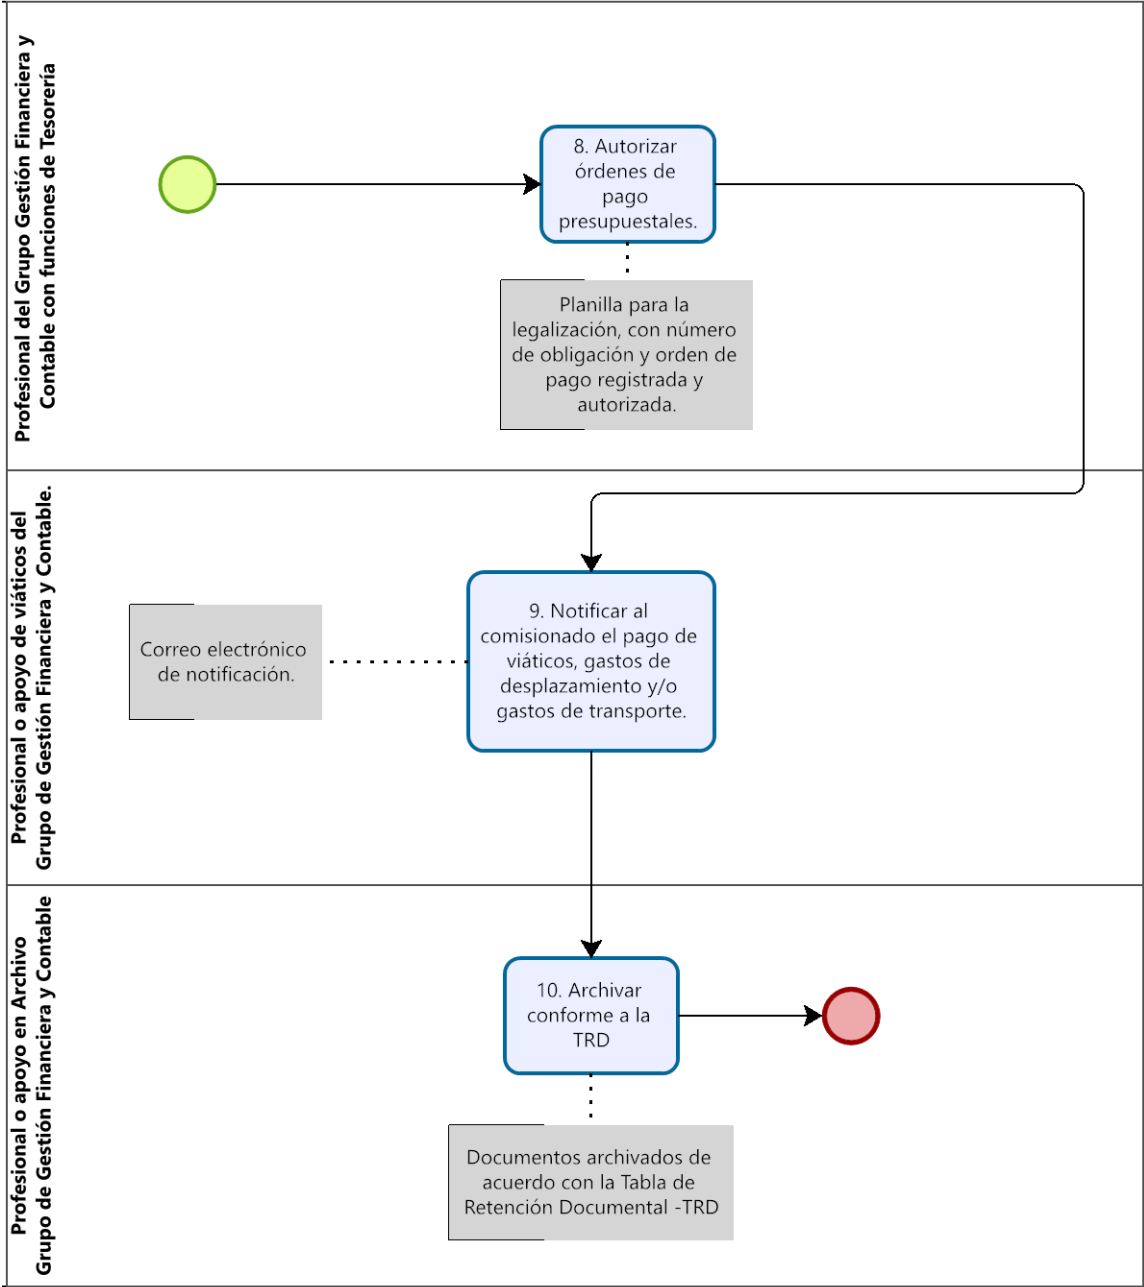 Profesional del Grupo Gestión Financiera y
Contable con funciones de Tesorería
8. Autorizar
órdenes de
pago
presupuestales.
Planilla para la
legalización, con número
de obligación y orden de
pago registrada y
autorizada.
Profesional o apoyo de viáticos del
Grupo de Gestión Financiera y Contable.
9. Notificar al
comisionado el pago de
viáticos, gastos de
desplazamiento y/o
gastos de transporte.
Correo electrónico
de notificación.
Profesional o apoyo en Archivo
Grupo de Gestión Financiera y Contable
10. Archivar
conforme a la
TRD
Documentos archivados de
acuerdo con la Tabla de
Retención Documental -TRD